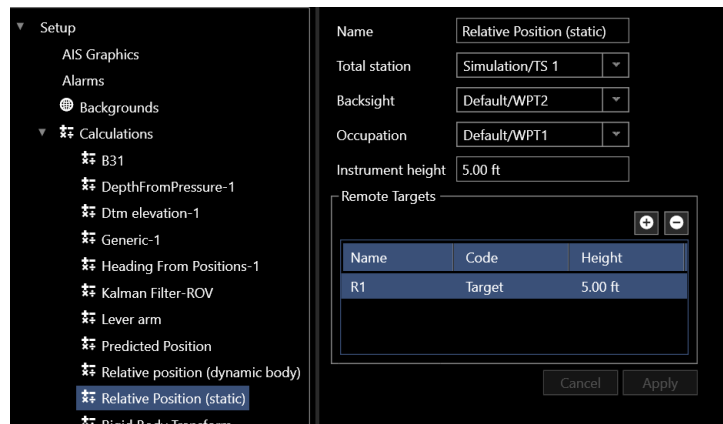 Setup
AIS Graphics
Alarms
Backgrounds
Calculations
B31
DepthFromPressure-1
Dtm elevation-1
Generic-1
Heading From Positions-1
Kalman Filter-ROV
Lever arm
Predicted Position
Relative position (dynamic body)
Relative Position (static)
Rigid Body Transform
Name Relative Position (static)
Total station Simulation/TS 1
Backsight Default/WPT2
Occupation Default/WPT1
Instrument height 5.00 ft
Remote Targets
Name Code Height
R1 Target 5.00 ft
Cancel Apply